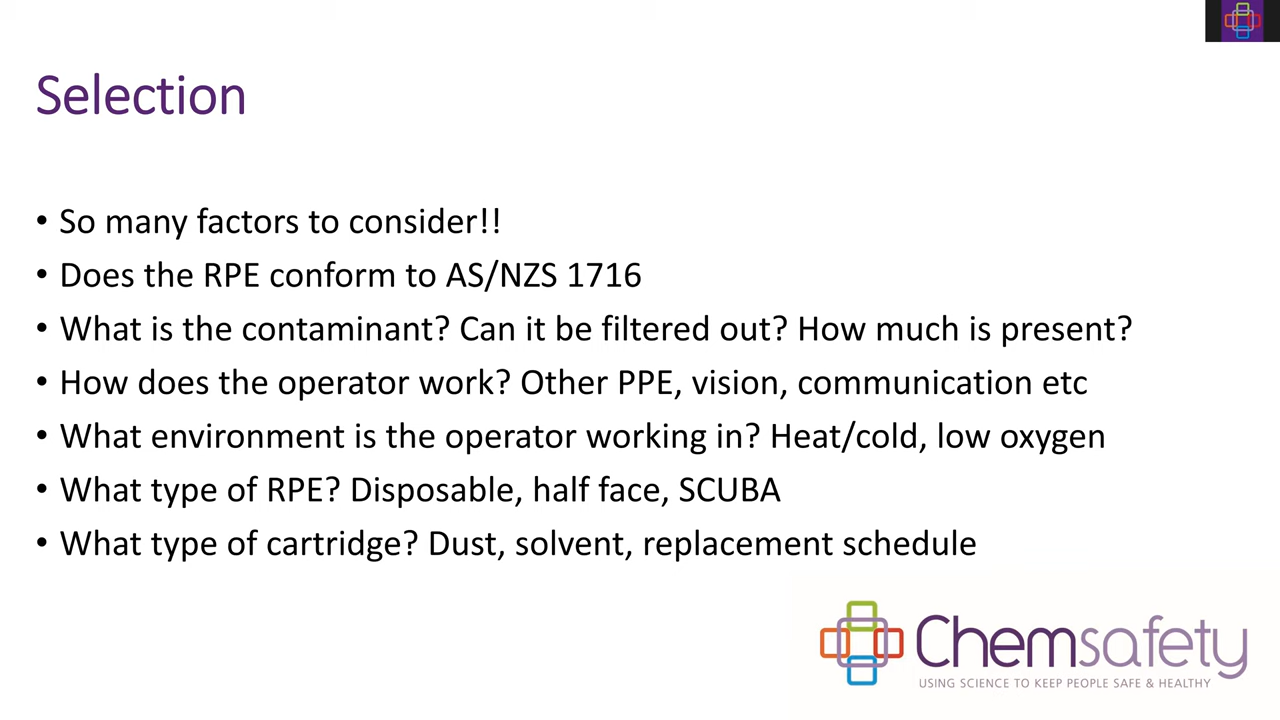 Selection
• So many factors to consider!!
• Does the RPE conform to AS/NZS 1716
• What is the contaminant? Can it be filtered out? How much is present?
• How does the operator work? Other PPE, vision, communication etc
• What environment is the operator working in? Heat/cold, low oxygen
• What type of RPE? Disposable, half face, SCUBA
• What type of cartridge? Dust, solvent, replacement schedule
Chemsafety
USING SCIENCE TO KEEP PEOPLE SAFE & HEALTHY